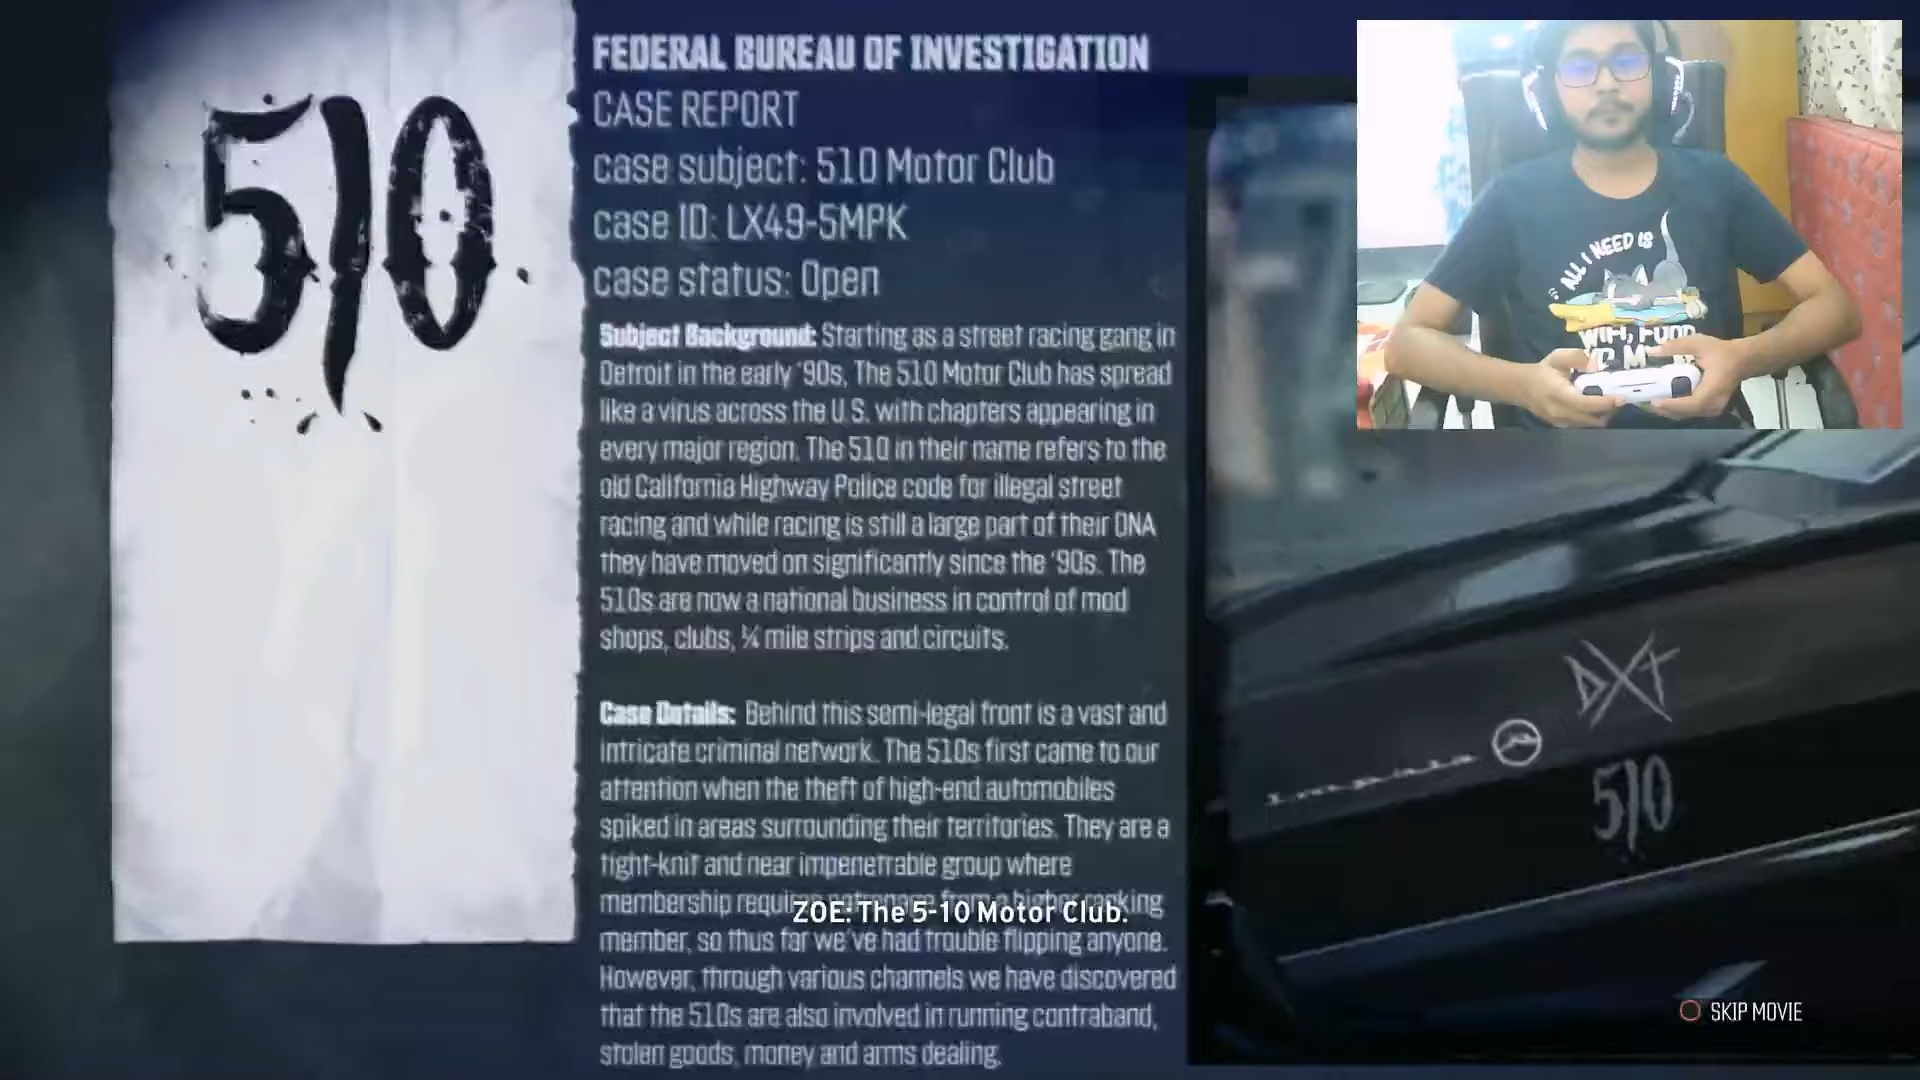 510
FEDERAL BUREAU OF INVESTIGATION
CASE REPORT
case subject: 510 Motor Club
case ID: LX49-5MPK
case status: Open
Subject Background: Starting as a street racing gang in
Detroit in the early '90s, The 510 Motor Club has spread
like a virus across the U.S. with chapters appearing in
every major region. The 510 in their name refers to the
old California Highway Police code for illegal street
racing and while racing is still a large part of their DNA
they have moved on significantly since the '90s. The
510s are now a national business in control of mod
shops, clubs, ¼ mile strips and circuits.
Case Details: Behind this semi-legal front is a vast and
intricate criminal network. The 510s first came to our
attention when the theft of high-end automobiles
spiked in areas surrounding their territories. They are a
tight-knit and near impenetrable group where
membership ranking
ZOE: The 5-10 Motor Club.
member, so thus far we've had trouble flipping anyone.
However, through various channels we have discovered
that the 510s are also involved in running contraband,
stolen goods, money and arms dealing.
ALL I NEED IS
WIFI, FOOD
Impala
DXT
510
SKIP MOVIE